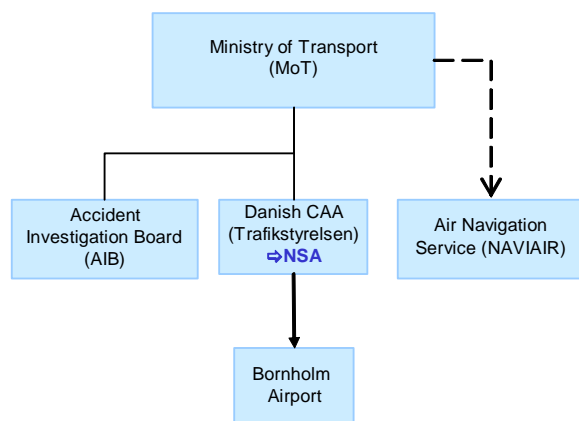 Ministry of Transport
(MoT)
Accident
Investigation Board
(AIB)
Danish CAA
(Trafikstyrelsen)
⇨NSA
Air Navigation
Service (NAVIAIR)
Bornholm
Airport